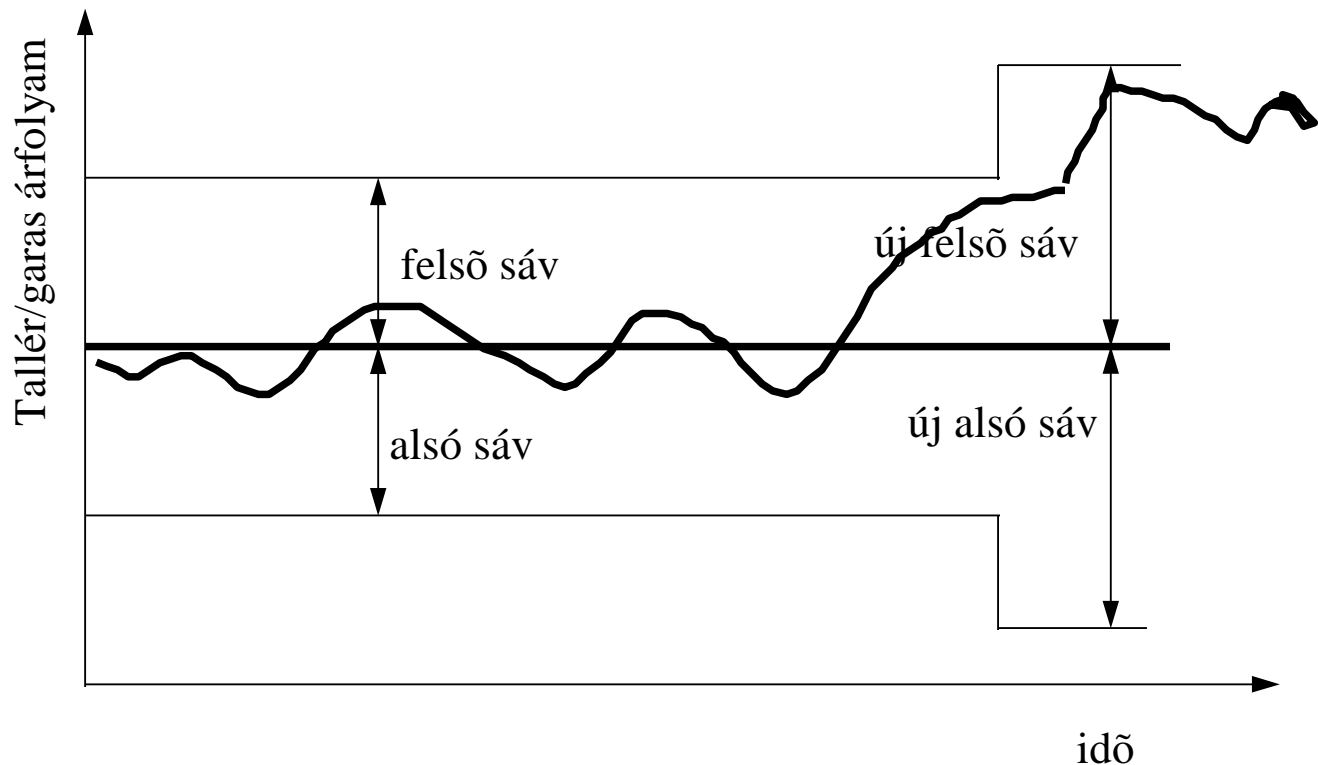 Tallér/garas árfolyam
felsõ sáv
új felsõ sáv
alsó sáv
új alsó sáv
idõ